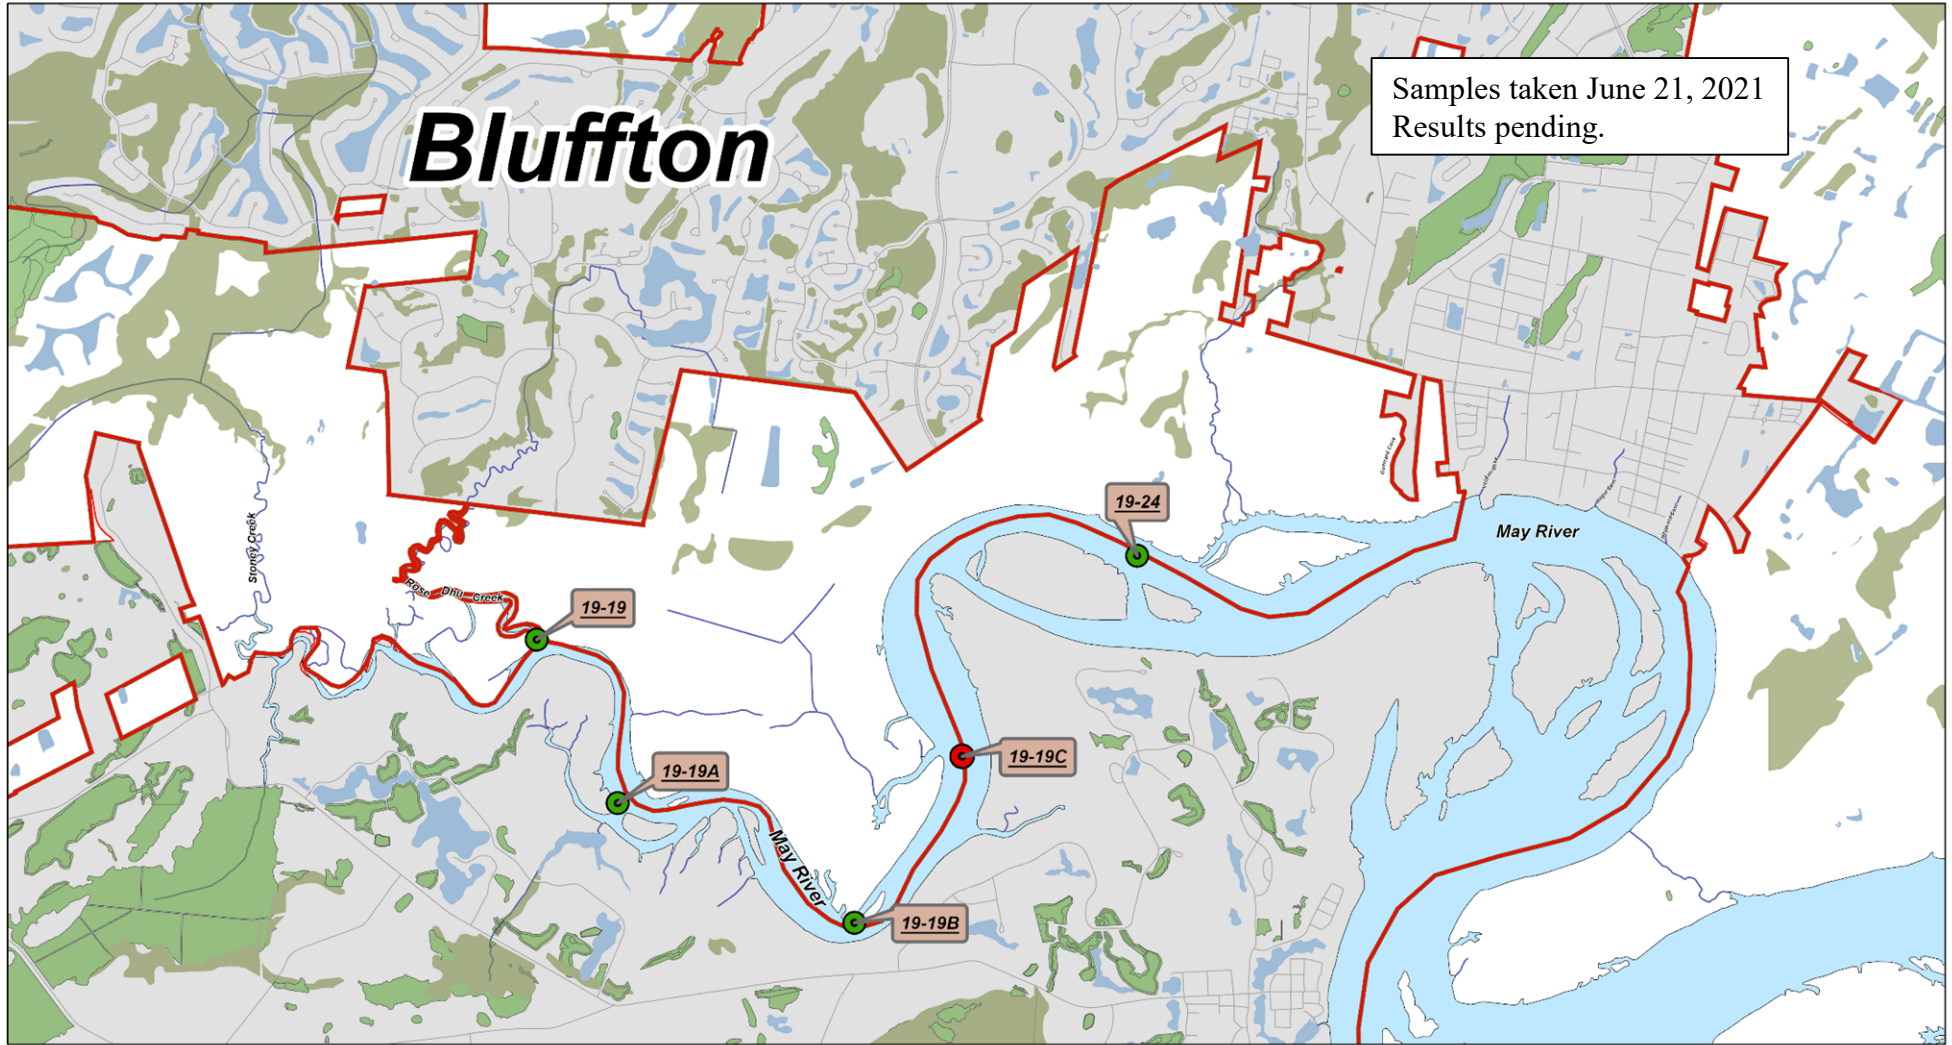 Samples taken June 21, 2021
Results pending.
Bluffton
19-24
May River
Stoney Creek
Rose Dhu Creek
19-19
19-19C
19-19A
May River
19-19B